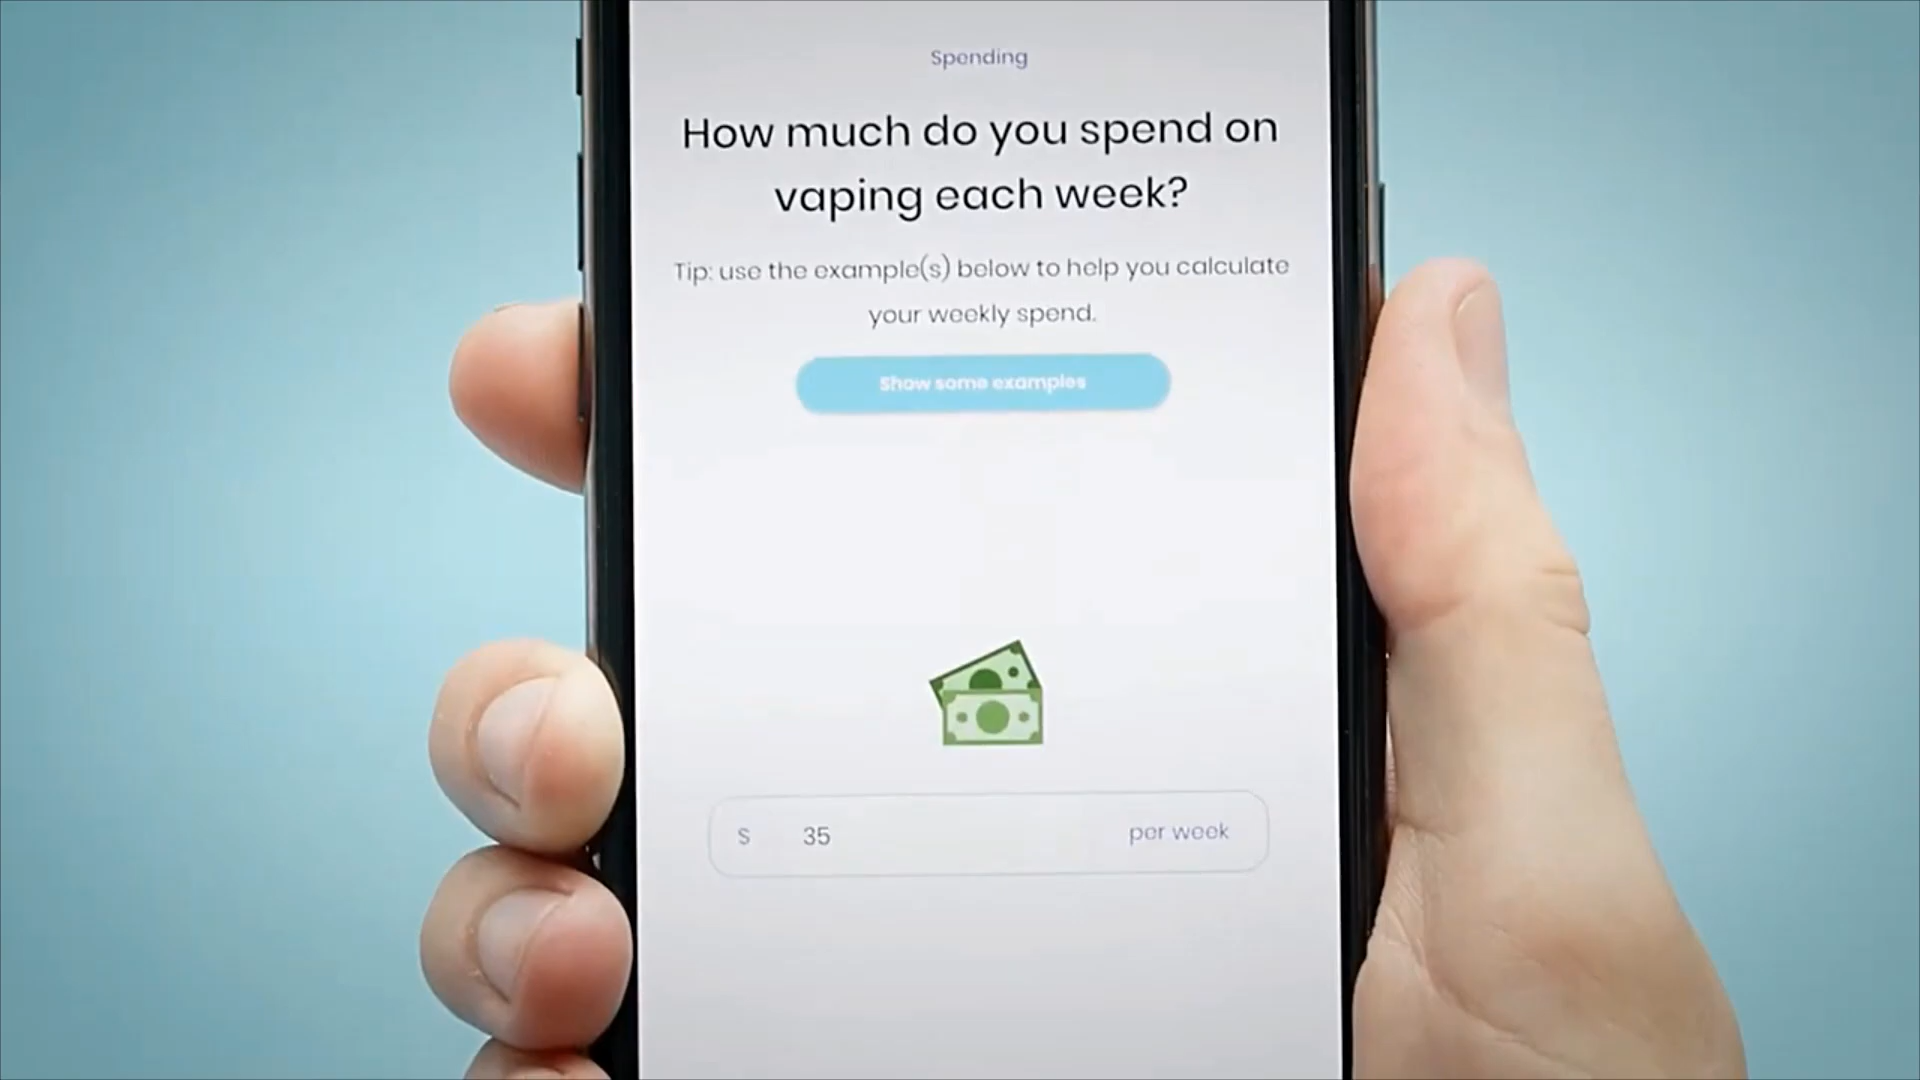 Spending
How much do you spend on
vaping each week?
Tip: use the example(s) below to help you calculate
your weekly spend.
Show some examples
$ 35 per week